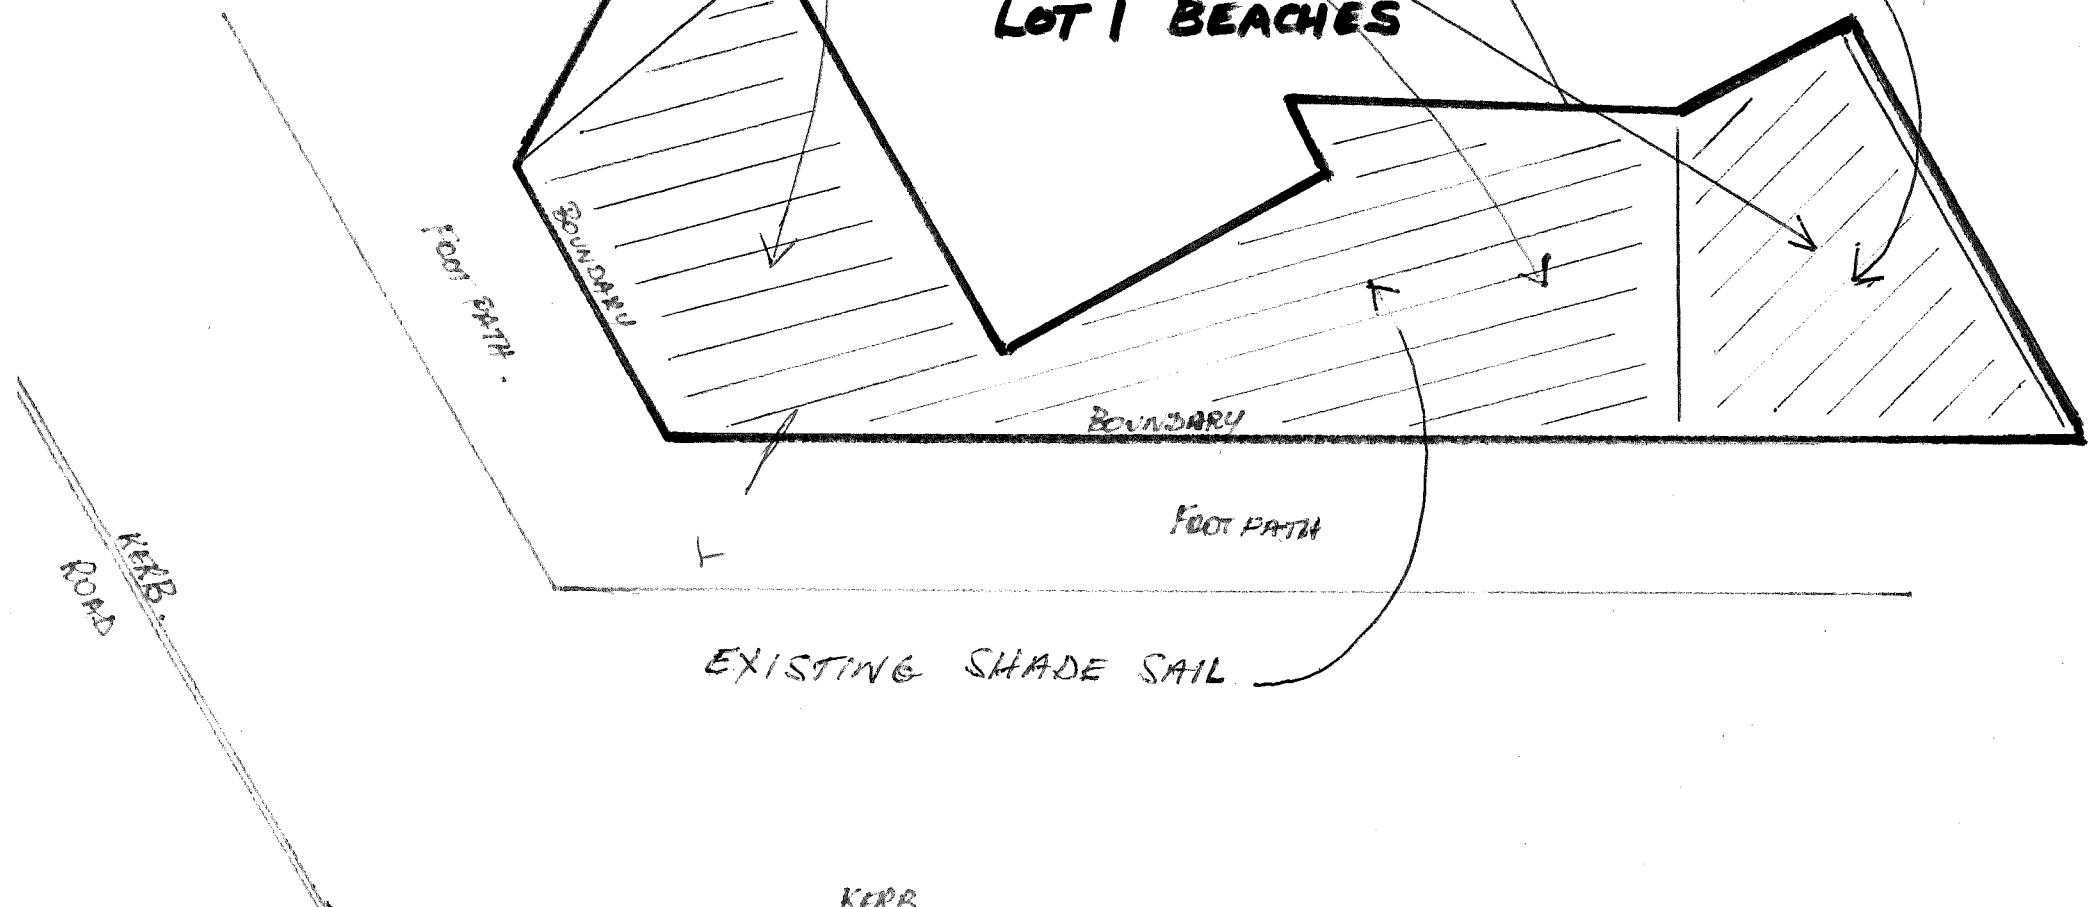 LOT 1 BEACHES
BOUNDARY
FOOT PATH.
BOUNDARY
FOOT PATH
KERB.
ROAD
EXISTING SHADE SAIL
KERB